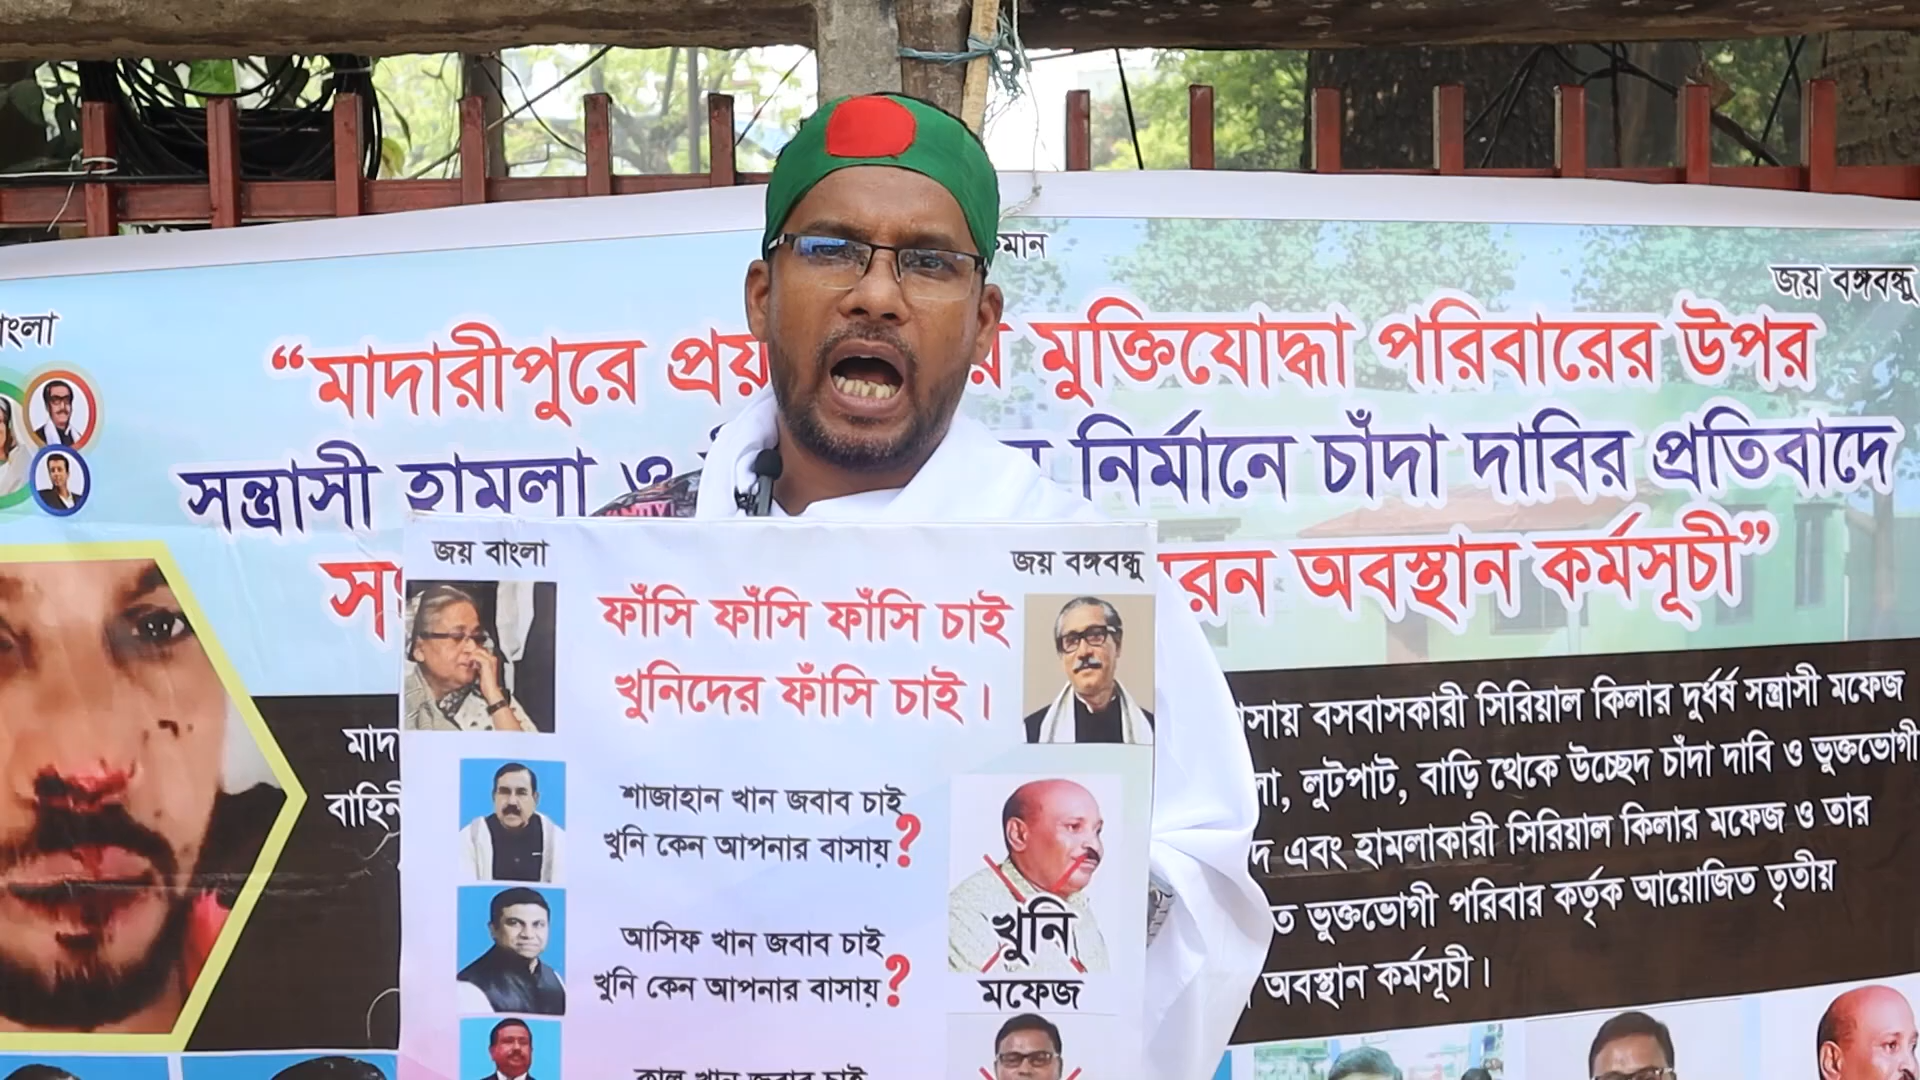 মান
জয় বঙ্গবন্ধু
বাংলা
“মাদারীপুরে মুক্তিযোদ্ধা পরিবারের উপর
সন্ত্রাসী হামলা ও নির্মানে চাঁদা দাবির প্রতিবাদে
অবস্থান কর্মসূচী”
জয় বাংলা
জয় বঙ্গবন্ধু
ফাঁসি ফাঁসি ফাঁসি চাই
খুনিদের ফাঁসি চাই।
শাজাহান খান জবাব চাই
খুনি কেন আপনার বাসায়?
আসিফ খান জবাব চাই
খুনি কেন আপনার বাসায়?
খুনি
মফেজ
খান জবাব চাই
মাদ
বাহিনী
বসবাসকারী সিরিয়াল কিলার দুর্ধর্ষ সন্ত্রাসী মফেজ
লুটপাট, বাড়ি থেকে উচ্ছেদ চাঁদা দাবি ও ভুক্তভোগী
এবং হামলাকারী সিরিয়াল কিলার মফেজ ও তার
ভুক্তভোগী পরিবার কর্তৃক আয়োজিত তৃতীয়
অবস্থান কর্মসূচী।